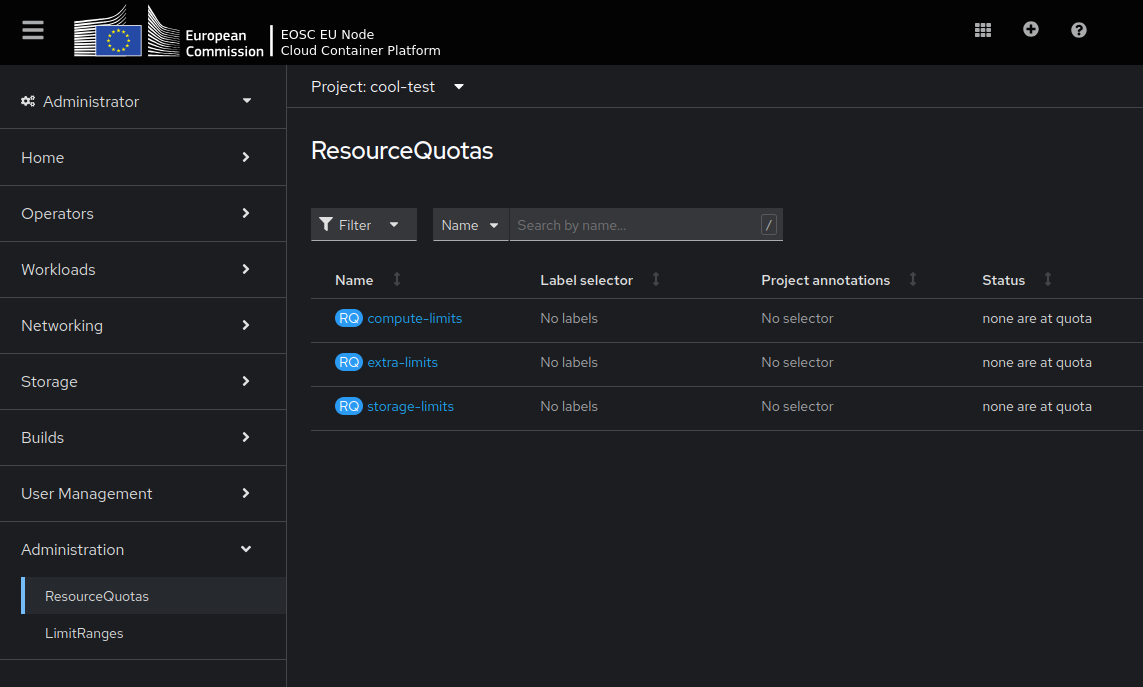 European
Commission
EOSC EU Node
Cloud Container Platform
Administrator
Home
Operators
Workloads
Networking
Storage
Builds
User Management
Administration
ResourceQuotas
LimitRanges
Project: cool-test
ResourceQuotas
Filter Name Search by name... /
Name Label selector Project annotations Status
RQ compute-limits No labels No selector none are at quota
RQ extra-limits No labels No selector none are at quota
RQ storage-limits No labels No selector none are at quota